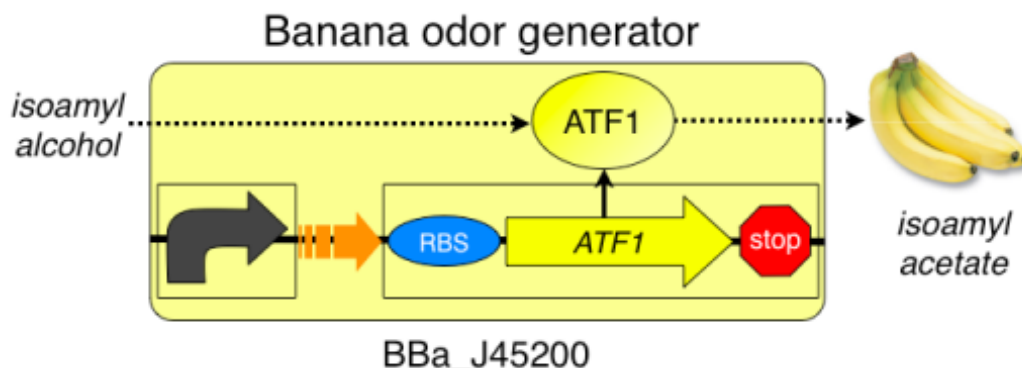 Banana odor generator
isoamyl
alcohol
ATF1
RBS
ATF1
stop
isoamyl
acetate
BBa_J45200